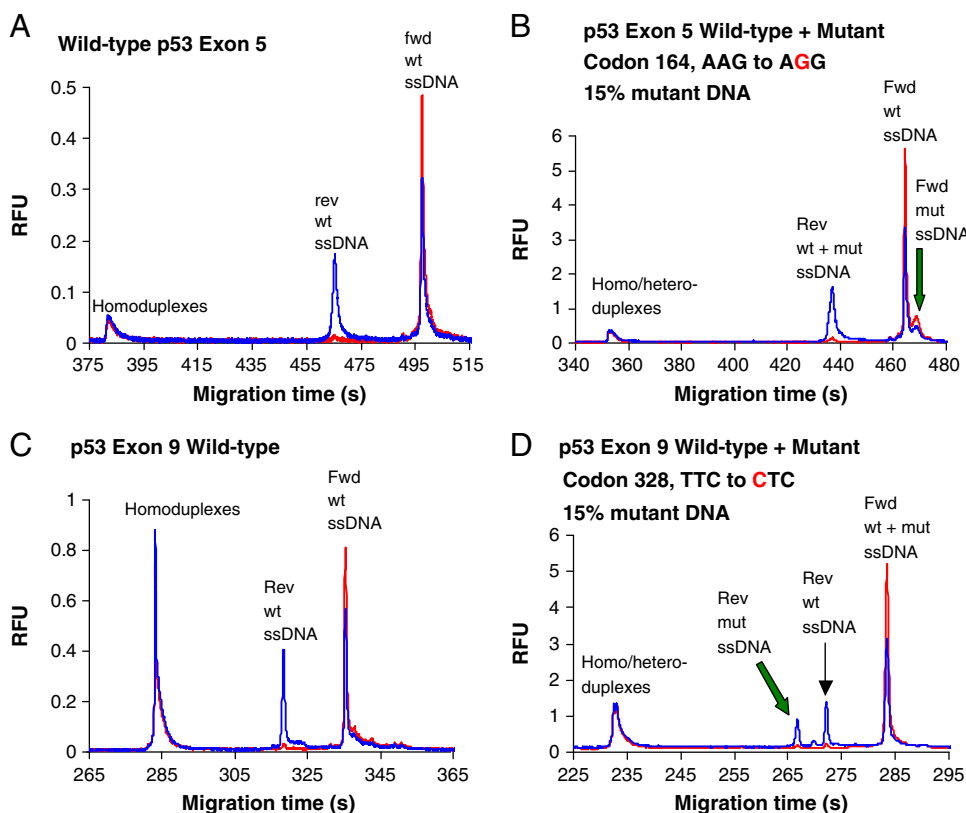 A
Wild-type p53 Exon 5
fwd
wt
ssDNA
rev
wt
ssDNA
Homoduplexes
RFU
0.5
0.4
0.3
0.2
0.1
0
375 395 415 435 455 475 495 515
Migration time (s)
B
p53 Exon 5 Wild-type + Mutant
Codon 164, AAG to AGG
15% mutant DNA
Fwd
wt
ssDNA
Fwd
mut
ssDNA
Rev
wt + mut
ssDNA
Homo/hetero-
duplexes
RFU
6
5
4
3
2
1
0
340 360 380 400 420 440 460 480
Migration time (s)
C
p53 Exon 9 Wild-type
Homoduplexes
Rev
wt
ssDNA
Fwd
wt
ssDNA
RFU
1
0.8
0.6
0.4
0.2
0
265 285 305 325 345 365
Migration time (s)
D
p53 Exon 9 Wild-type + Mutant
Codon 328, TTC to CTC
15% mutant DNA
Fwd
wt + mut
ssDNA
Rev
wt
ssDNA
Rev
mut
ssDNA
Homo/hetero-
duplexes
RFU
6
5
4
3
2
1
0
225 235 245 255 265 275 285 295
Migration time (s)